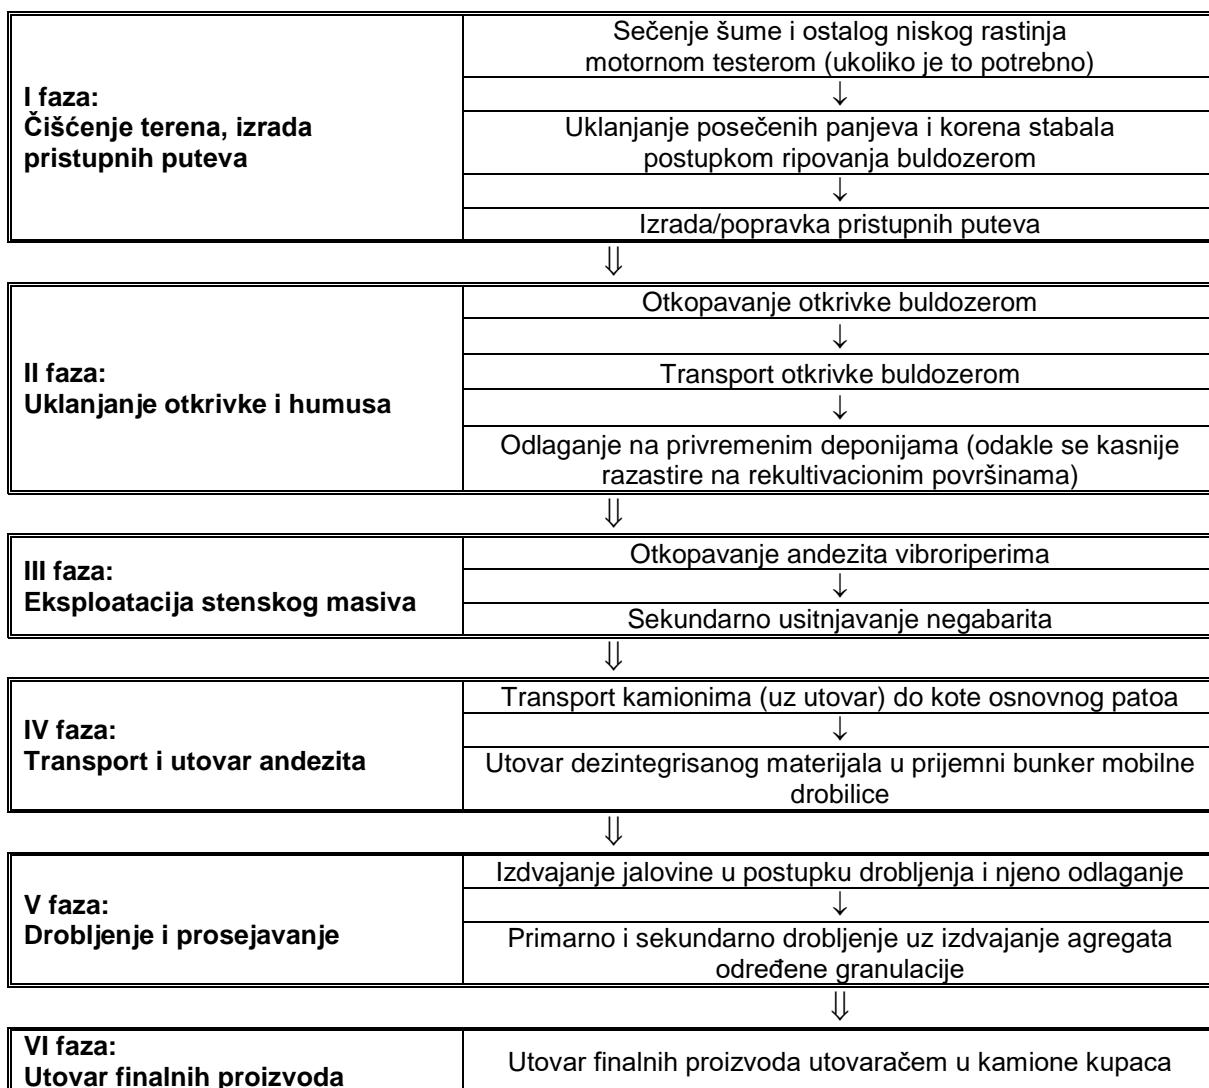 Sečenje šume i ostalog niskog rastinja
motornom testerom (ukoliko je to potrebno)
I faza:
Čišćenje terena, izrada
pristupnih puteva
↓
Uklanjanje posečenih panjeva i korena stabala
postupkom ripovanja buldozerom
↓
Izrada/popravka pristupnih puteva
⇓
II faza:
Uklanjanje otkrivke i humusa
Otkopavanje otkrivke buldozerom
↓
Transport otkrivke buldozerom
↓
Odlaganje na privremenim deponijama (odakle se kasnije
razastire na rekultivacionim površinama)
⇓
III faza:
Eksploatacija stenskog masiva
Otkopavanje andezita vibroriperima
↓
Sekundarno usitnjavanje negabarita
⇓
IV faza:
Transport i utovar andezita
Transport kamionima (uz utovar) do kote osnovnog patoa
↓
Utovar dezintegrisanog materijala u prijemni bunker mobilne
drobilice
⇓
V faza:
Drobljenje i prosejavanje
Izdvajanje jalovine u postupku drobljenja i njeno odlaganje
↓
Primarno i sekundarno drobljenje uz izdvajanje agregata
određene granulacije
⇓
VI faza:
Utovar finalnih proizvoda
Utovar finalnih proizvoda utovaračem u kamione kupaca